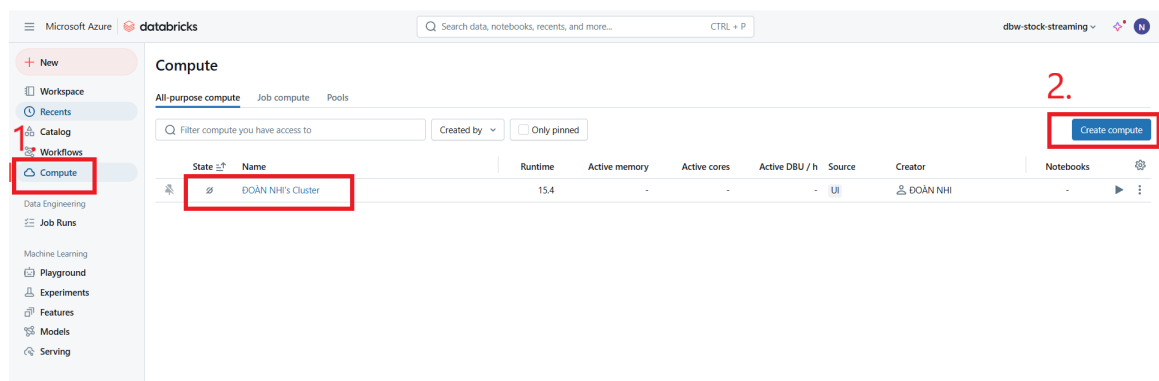 Microsoft Azure databricks
Search data, notebooks, recents, and more... CTRL + P
dbw-stock-streaming N
New
Workspace
Recents
Catalog
Workflows
Compute
Data Engineering
Job Runs
Machine Learning
Playground
Experiments
Features
Models
Serving
1.
Compute
All-purpose compute Job compute Pools
2.
Filter compute you have access to Created by Only pinned Create compute
State Name Runtime Active memory Active cores Active DBU / h Source Creator Notebooks
ĐOÀN NHI's Cluster 15.4 - - - UI ĐOÀN NHI -